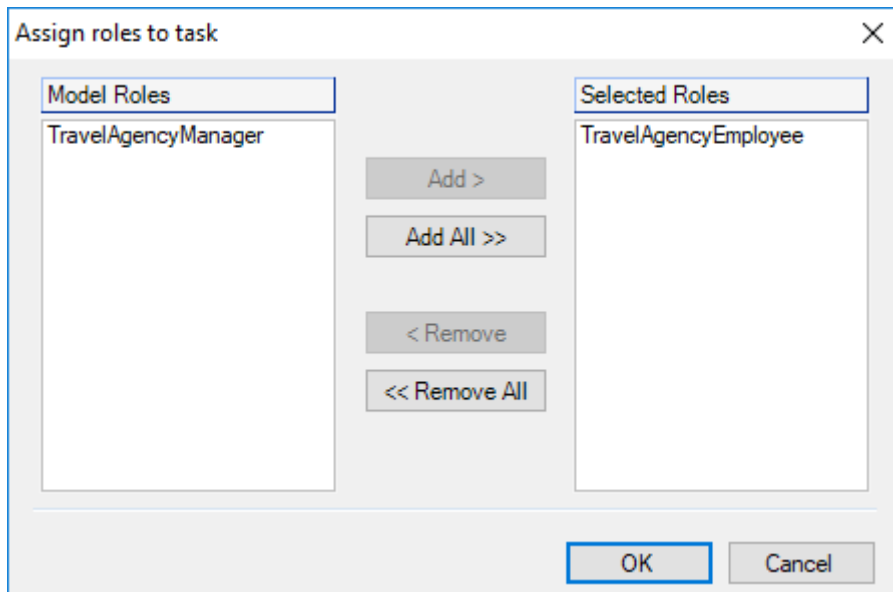 Assign roles to task
Model Roles
TravelAgencyManager
Add >
Add All >>
< Remove
<< Remove All
Selected Roles
TravelAgencyEmployee
OK
Cancel